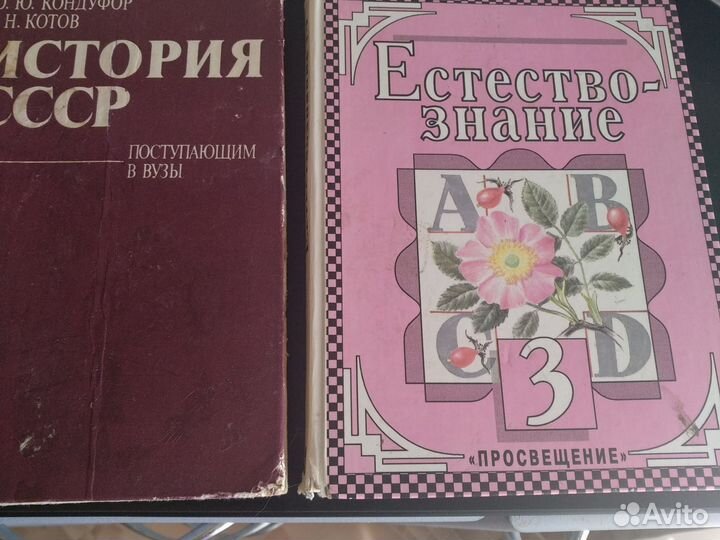 Ю. Ю. КОНДУФОР
Н. КОТОВ
ИСТОРИЯ
СССР
ПОСТУПАЮЩИМ
В ВУЗЫ
ЕСТЕСТВО-
ЗНАНИЕ
A B
C D
3
«ПРОСВЕЩЕНИЕ»
Avito